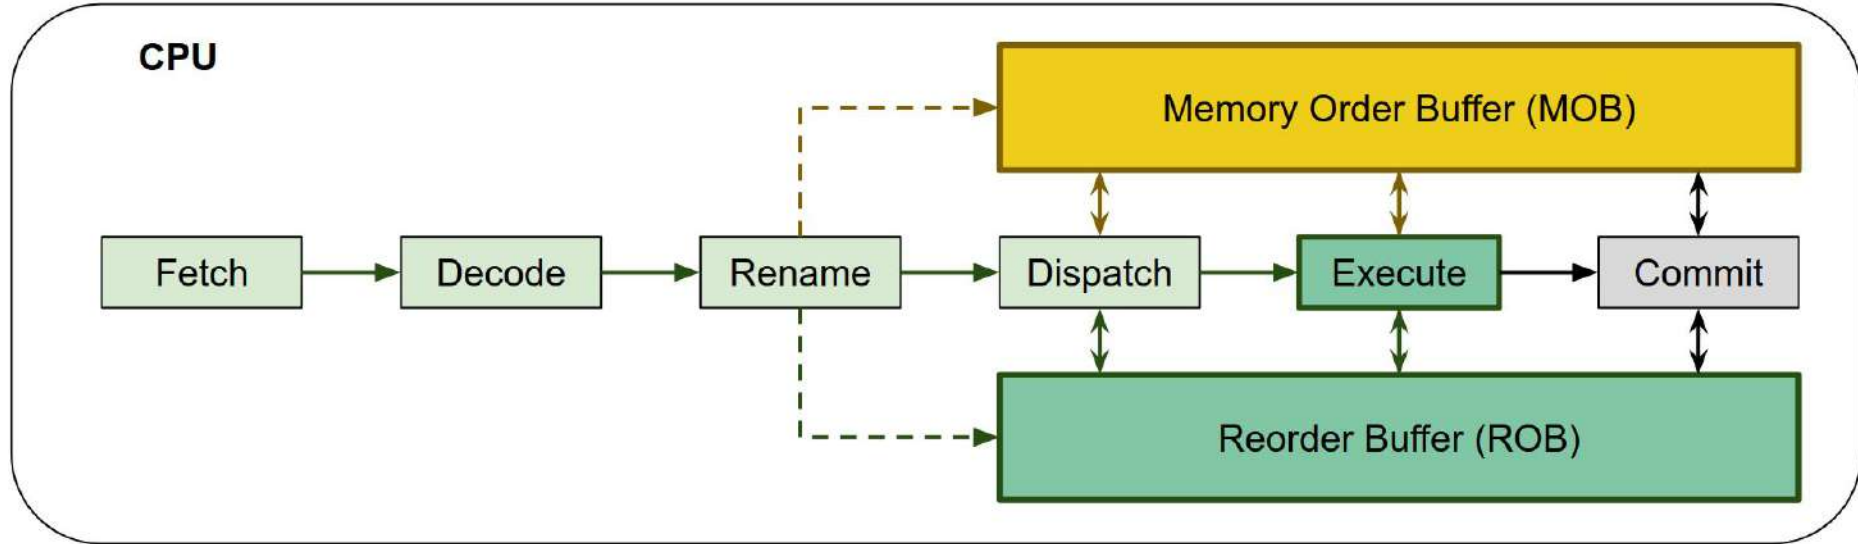 CPU
Memory Order Buffer (MOB)
Fetch
Decode
Rename
Dispatch
Execute
Commit
Reorder Buffer (ROB)